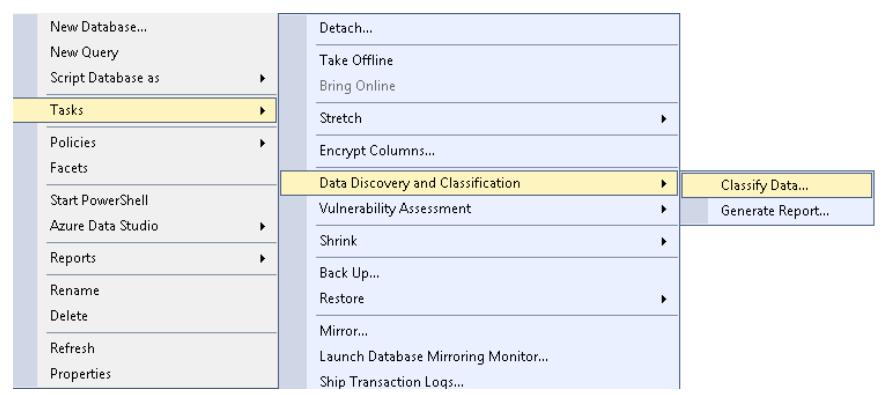 New Database...
New Query
Script Database as
Tasks
Policies
Facets
Start PowerShell
Azure Data Studio
Reports
Rename
Delete
Refresh
Properties
Detach...
Take Offline
Bring Online
Stretch
Encrypt Columns...
Data Discovery and Classification
Vulnerability Assessment
Shrink
Back Up...
Restore
Mirror...
Launch Database Mirroring Monitor...
Ship Transaction Logs...
Classify Data...
Generate Report...